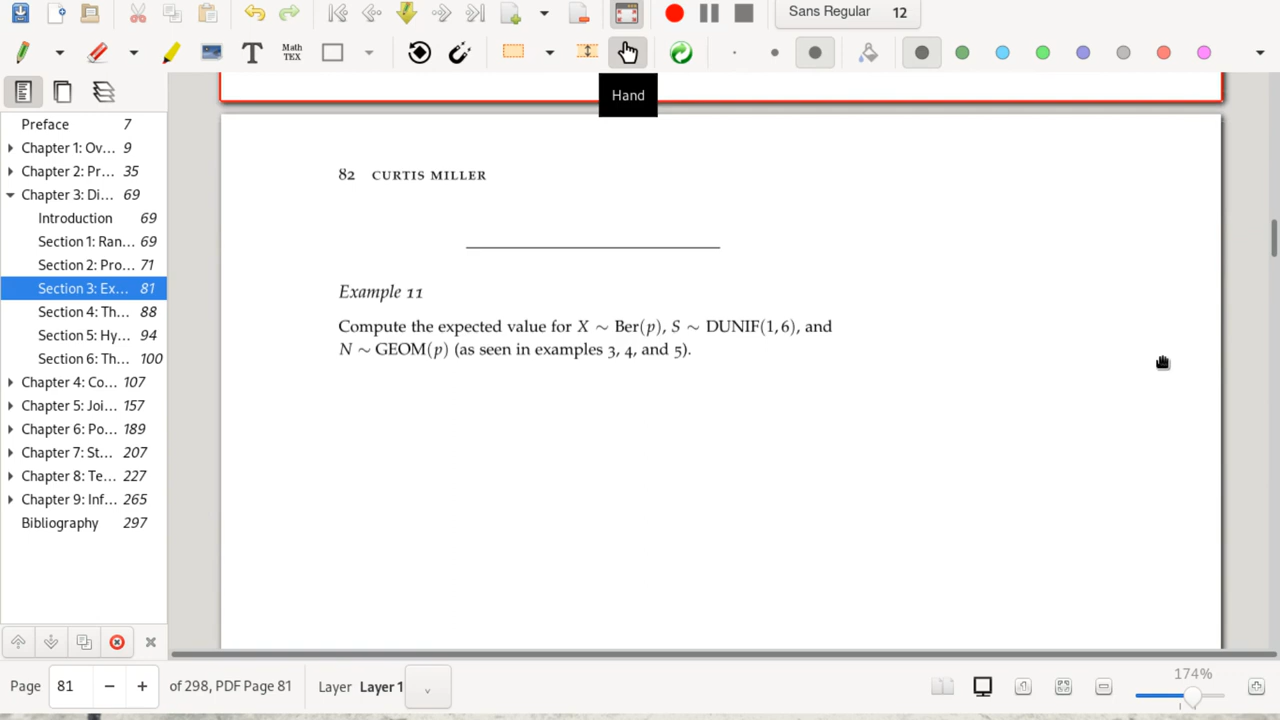 Sans Regular 12
T Math TEX
Hand
Preface 7
Chapter 1: Ov... 9
Chapter 2: Pr... 35
Chapter 3: Di... 69
Introduction 69
Section 1: Ran... 69
Section 2: Pro... 71
Section 3: Ex... 81
Section 4: Th... 88
Section 5: Hy... 94
Section 6: Th... 100
Chapter 4: Co... 107
Chapter 5: Joi... 157
Chapter 6: Po... 189
Chapter 7: St... 207
Chapter 8: Te... 227
Chapter 9: Inf... 265
Bibliography 297
82 CURTIS MILLER
Example 11
Compute the expected value for X ∼ Ber(p), S ∼ DUNIF(1, 6), and
N ∼ GEOM(p) (as seen in examples 3, 4, and 5).
Page 81 − + of 298, PDF Page 81 Layer Layer 1
174%